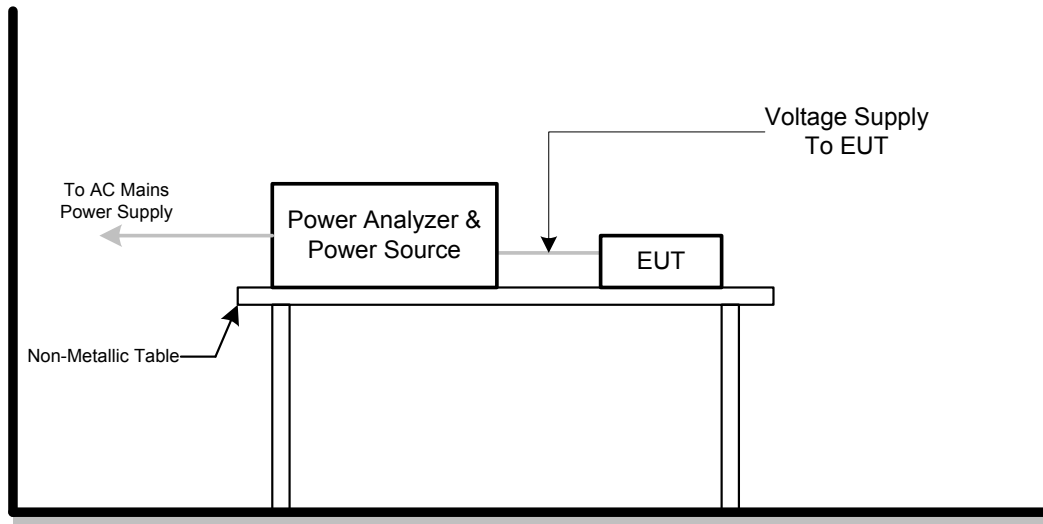 Voltage Supply
To EUT
To AC Mains
Power Supply
Power Analyzer &
Power Source
EUT
Non-Metallic Table